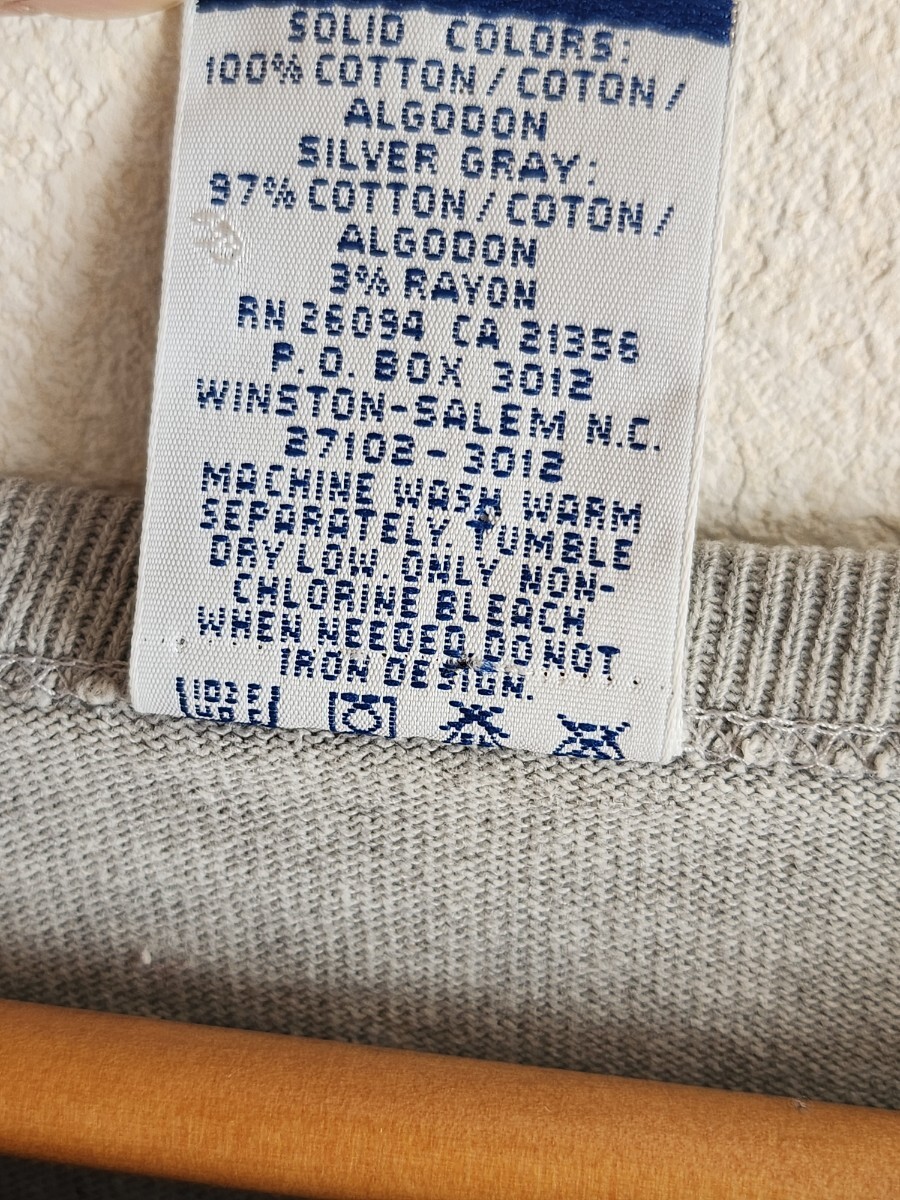 SOLID COLORS:
100% COTTON / COTON /
ALGODON
SILVER GRAY:
97% COTTON / COTON /
ALGODON
3% RAYON
RN 26094 CA 21356
P.O. BOX 3012
WINSTON-SALEM N.C.
27102-3012
MACHINE WASH WARM
SEPARATELY TUMBLE
DRY LOW. ONLY NON-
CHLORINE BLEACH
WHEN NEEDED. DO NOT
IRON DESIGN.